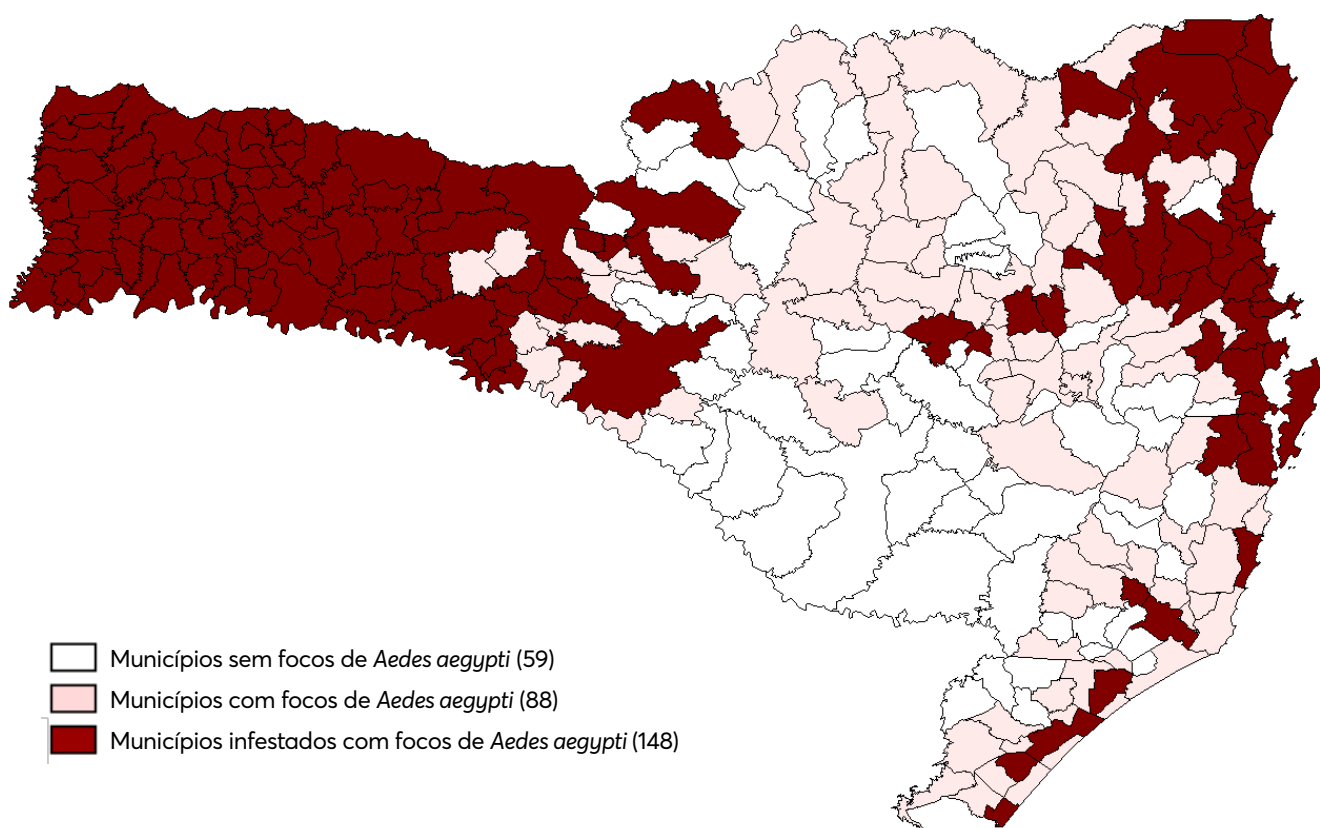 Municípios sem focos de Aedes aegypti (59)
Municípios com focos de Aedes aegypti (88)
Municípios infestados com focos de Aedes aegypti (148)